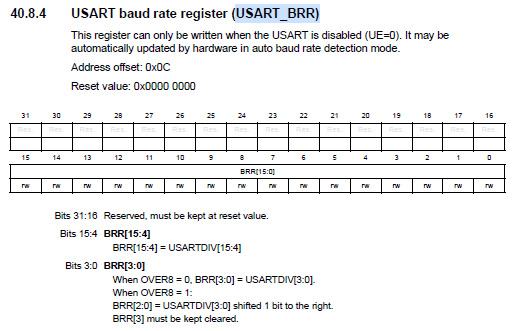 40.8.4 USART baud rate register (USART_BRR)
This register can only be written when the USART is disabled (UE=0). It may be
automatically updated by hardware in auto baud rate detection mode.
Address offset: 0x0C
Reset value: 0x0000 0000
31 30 29 28 27 26 25 24 23 22 21 20 19 18 17 16
Res. Res. Res. Res. Res. Res. Res. Res. Res. Res. Res. Res. Res. Res. Res. Res.
15 14 13 12 11 10 9 8 7 6 5 4 3 2 1 0
BRR[15:0]
rw rw rw rw rw rw rw rw rw rw rw rw rw rw rw rw
Bits 31:16 Reserved, must be kept at reset value.
Bits 15:4 BRR[15:4]
BRR[15:4] = USARTDIV[15:4]
Bits 3:0 BRR[3:0]
When OVER8 = 0, BRR[3:0] = USARTDIV[3:0].
When OVER8 = 1:
BRR[2:0] = USARTDIV[3:0] shifted 1 bit to the right.
BRR[3] must be kept cleared.